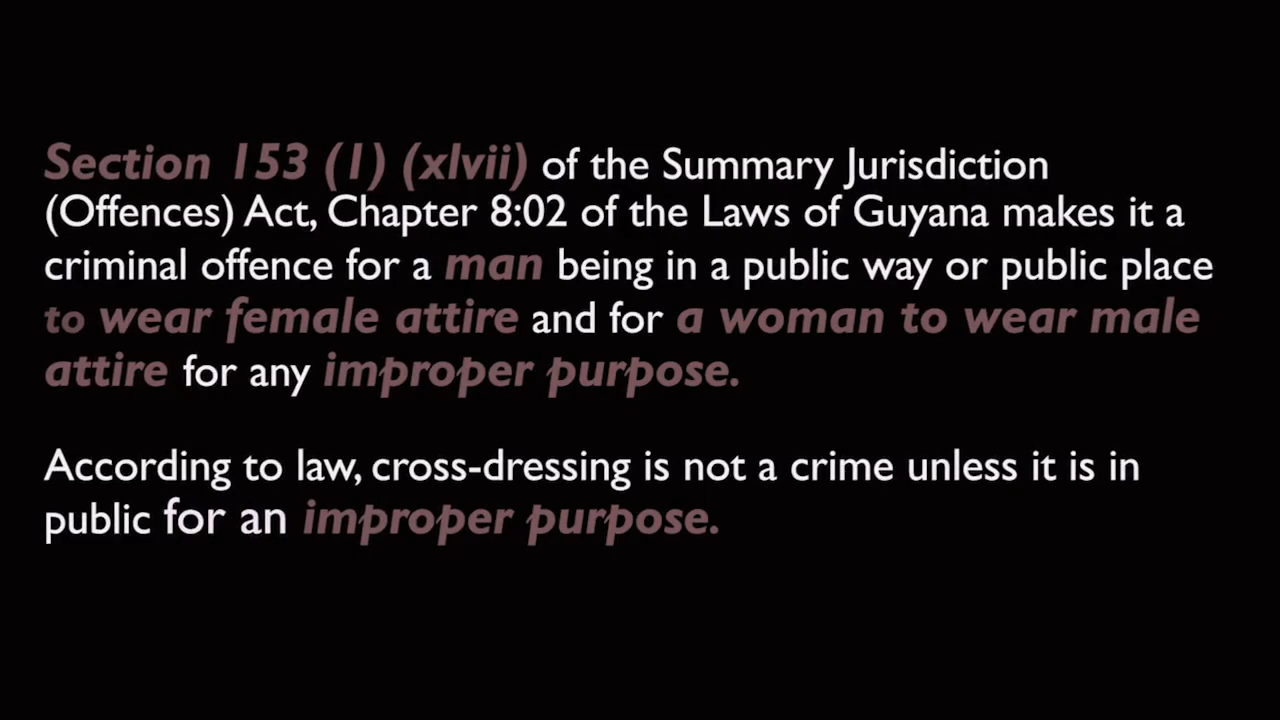 Section 153 (1) (xlvii) of the Summary Jurisdiction
(Offences) Act, Chapter 8:02 of the Laws of Guyana makes it a
criminal offence for a man being in a public way or public place
to wear female attire and for a woman to wear male
attire for any improper purpose.
According to law, cross-dressing is not a crime unless it is in
public for an improper purpose.